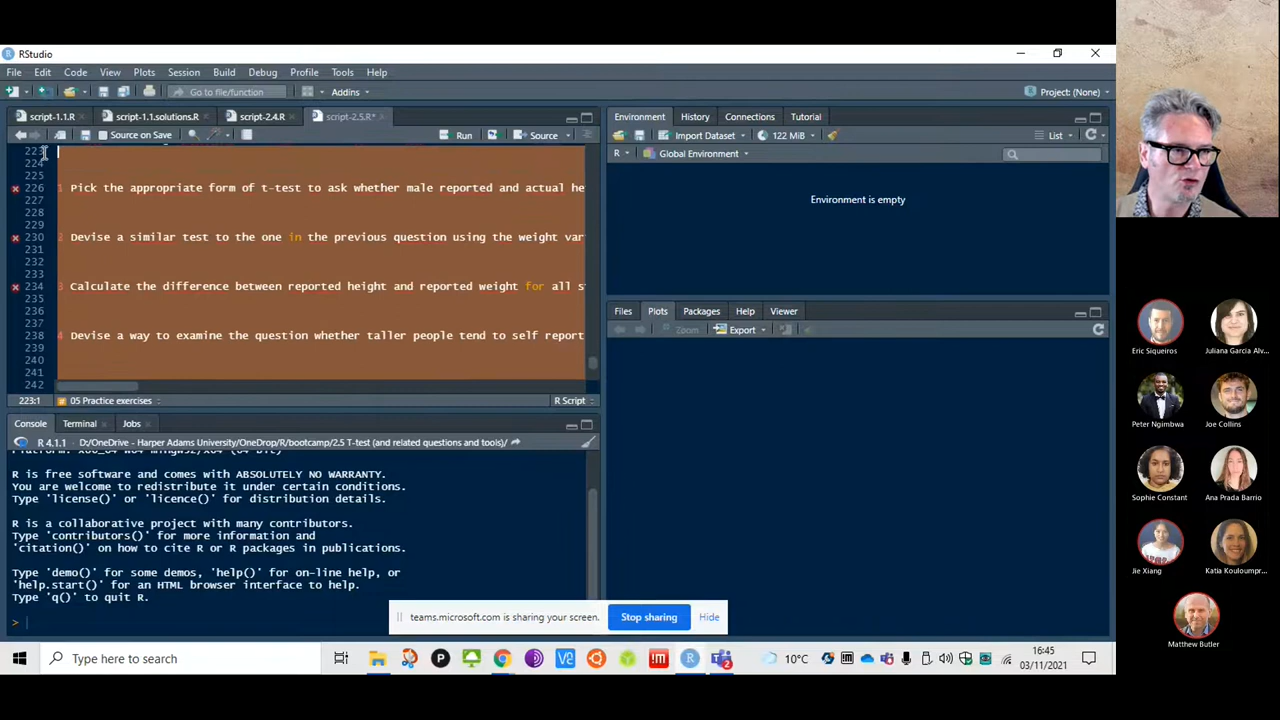 RStudio
File Edit Code View Plots Session Build Debug Profile Tools Help
Go to file/function Addins Project: (None)
script-1.1.R script-1.1.solutions.R script-2.4.R script-2.5.R*
Source on Save Run Source
223
224
225
226 1 Pick the appropriate form of t-test to ask whether male reported and actual he
227
228
229
230 2 Devise a similar test to the one in the previous question using the weight var
231
232
233
234 3 Calculate the difference between reported height and reported weight for all s
235
236
237
238 4 Devise a way to examine the question whether taller people tend to self report
239
240
241
242
223:1 05 Practice exercises R Script
Console Terminal Jobs
R 4.1.1 D:/OneDrive - Harper Adams University/OneDrop/R/bootcamp/2.5 T-test (and related questions and tools)/
R is free software and comes with ABSOLUTELY NO WARRANTY.
You are welcome to redistribute it under certain conditions.
Type 'license()' or 'licence()' for distribution details.
R is a collaborative project with many contributors.
Type 'contributors()' for more information and
'citation()' on how to cite R or R packages in publications.
Type 'demo()' for some demos, 'help()' for on-line help, or
'help.start()' for an HTML browser interface to help.
Type 'q()' to quit R.
>
Environment History Connections Tutorial
Import Dataset 122 MiB List
R Global Environment
Environment is empty
Files Plots Packages Help Viewer
Zoom Export
teams.microsoft.com is sharing your screen. Stop sharing Hide
Type here to search
10°C
16:45
03/11/2021
Eric Siqueiros Juliana Garcia Alv...
Peter Ngimbwa Joe Collins
Sophie Constant Ana Prada Barrio
Jie Xiang Katia Kouloumpr...
Matthew Butler